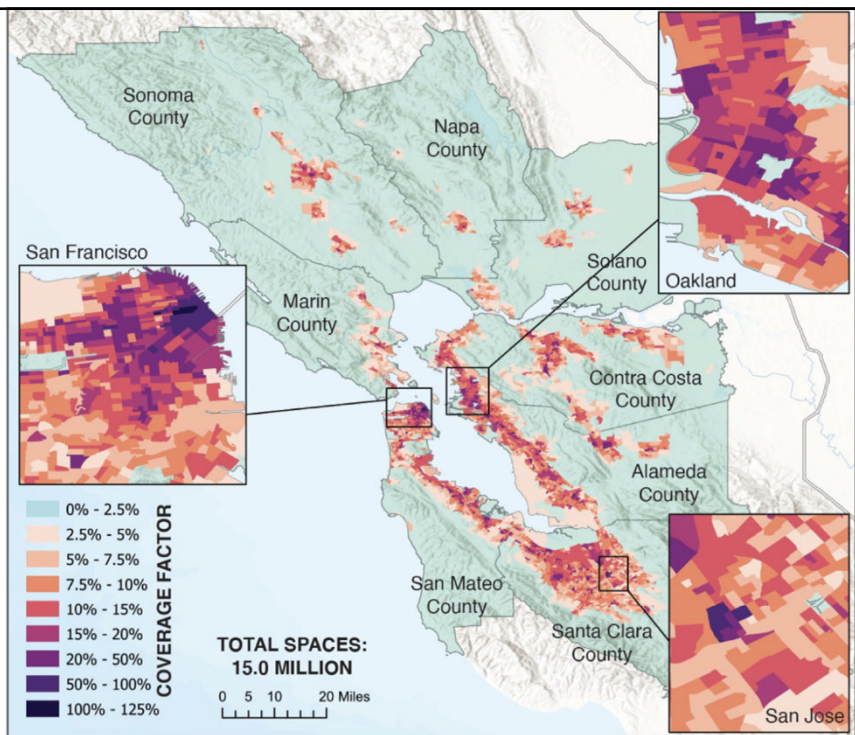 Sonoma
County
Napa
County
San Francisco
Marin
County
Solano
County
Oakland
Contra Costa
County
Alameda
County
San Mateo
County
Santa Clara
County
San Jose
0% - 2.5%
2.5% - 5%
5% - 7.5%
7.5% - 10%
10% - 15%
15% - 20%
20% - 50%
50% - 100%
100% - 125%
COVERAGE FACTOR
TOTAL SPACES:
15.0 MILLION
0 5 10 20 Miles